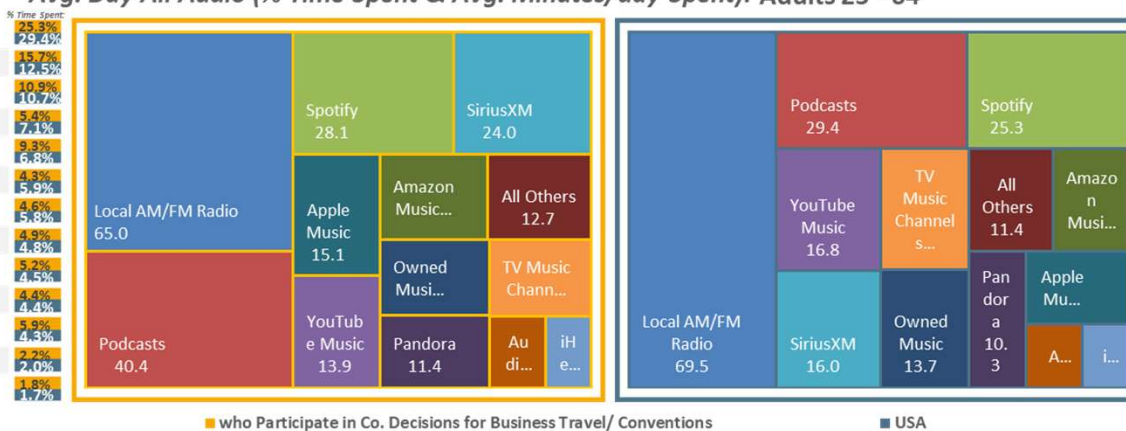 Avg. Day All Audio (% Time Spent & Avg. Minutes/day Spent): Adults 25 - 64
% Time Spent:
25.3%
29.4%
15.7%
12.5%
10.9%
10.7%
5.4%
7.1%
9.3%
6.8%
4.3%
5.9%
4.6%
5.8%
4.9%
4.8%
5.2%
4.5%
4.4%
4.4%
5.9%
4.3%
2.2%
2.0%
1.8%
1.7%
Local AM/FM Radio
65.0
Podcasts
40.4
Spotify
28.1
SiriusXM
24.0
Apple
Music
15.1
YouTub
e Music
13.9
Amazon
Music...
Owned
Musi...
Pandora
11.4
All Others
12.7
TV Music
Chann...
Au
di...
iH
e...
Local AM/FM
Radio
69.5
Podcasts
29.4
Spotify
25.3
YouTube
Music
16.8
SiriusXM
16.0
TV
Music
Channel
s...
Owned
Music
13.7
All
Others
11.4
Amazo
n
Musi...
Pan
dor
a
10.
3
Apple
Mu...
A...
i...
who Participate in Co. Decisions for Business Travel/ Conventions
USA